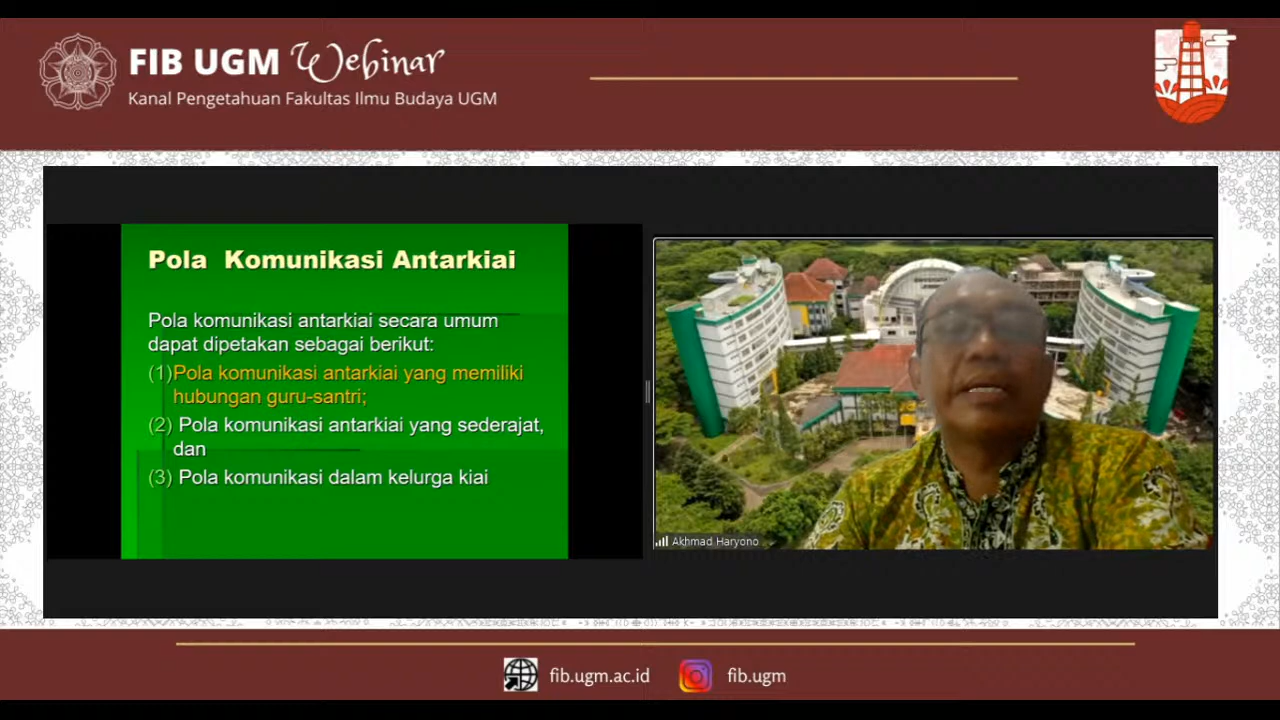 FIB UGM Webinar
Kanal Pengetahuan Fakultas Ilmu Budaya UGM
Pola Komunikasi Antarkiai
Pola komunikasi antarkiai secara umum
dapat dipetakan sebagai berikut:
(1)Pola komunikasi antarkiai yang memiliki
hubungan guru-santri;
(2) Pola komunikasi antarkiai yang sederajat,
dan
(3) Pola komunikasi dalam kelurga kiai
Akhmad Haryono
fib.ugm.ac.id
fib.ugm